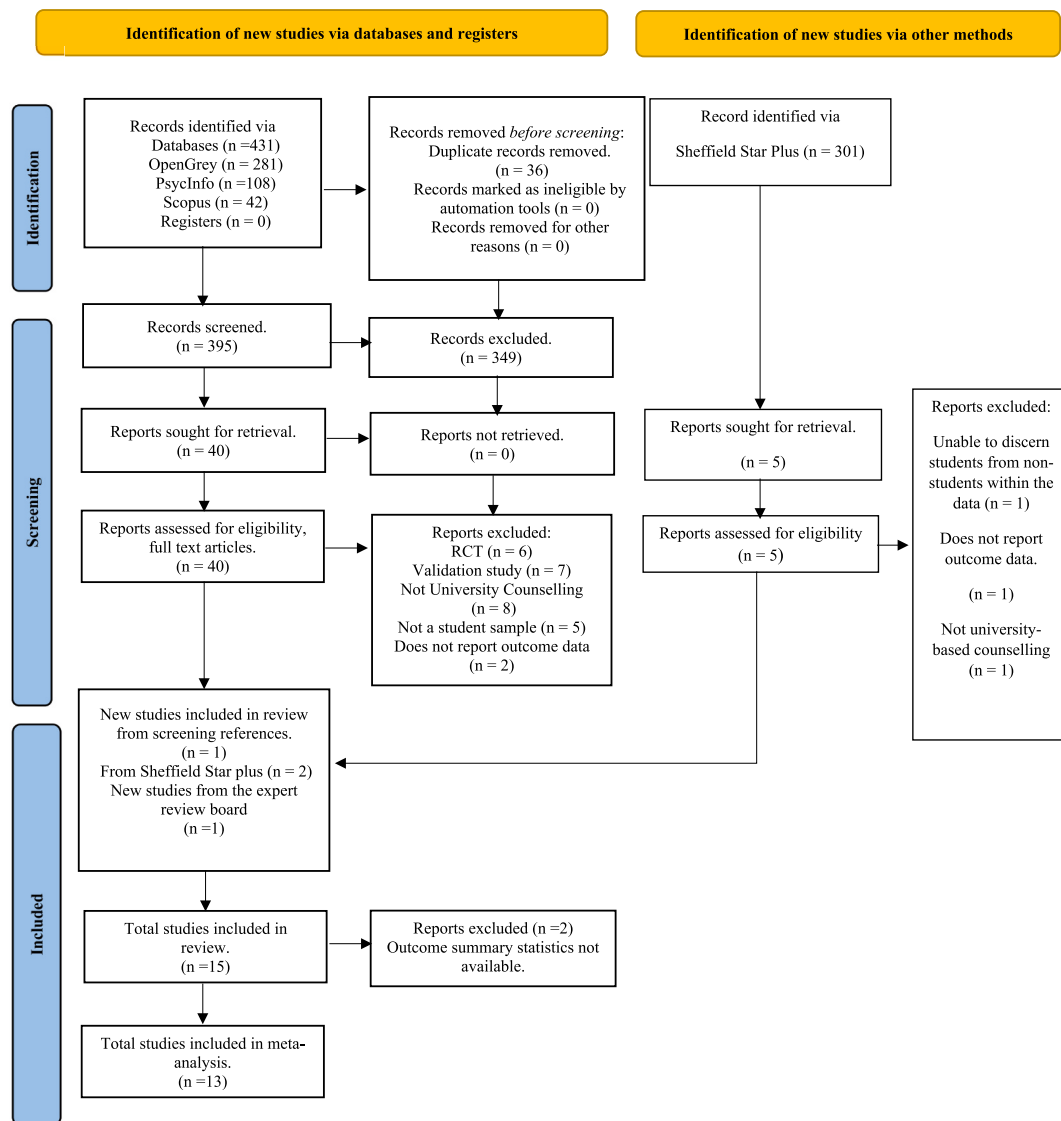 Identification of new studies via databases and registers
Identification of new studies via other methods
Identification
Records identified via
Databases (n =431)
OpenGrey (n = 281)
PsycInfo (n =108)
Scopus (n = 42)
Registers (n = 0)
Records removed before screening:
Duplicate records removed.
(n = 36)
Records marked as ineligible by
automation tools (n = 0)
Records removed for other
reasons (n = 0)
Record identified via
Sheffield Star Plus (n = 301)
Screening
Records screened.
(n = 395)
Records excluded.
(n = 349)
Reports sought for retrieval.
(n = 40)
Reports not retrieved.
(n = 0)
Reports sought for retrieval.
(n = 5)
Reports assessed for eligibility,
full text articles.
(n = 40)
Reports excluded:
RCT (n = 6)
Validation study (n = 7)
Not University Counselling
(n = 8)
Not a student sample (n = 5)
Does not report outcome data
(n = 2)
Reports assessed for eligibility
(n = 5)
Reports excluded:
Unable to discern
students from non-
students within the
data (n = 1)
Does not report
outcome data.
(n = 1)
Not university-
based counselling
(n = 1)
Included
New studies included in review
from screening references.
(n = 1)
From Sheffield Star plus (n = 2)
New studies from the expert
review board
(n =1)
Total studies included in
review.
(n =15)
Reports excluded (n =2)
Outcome summary statistics not
available.
Total studies included in meta-
analysis.
(n =13)